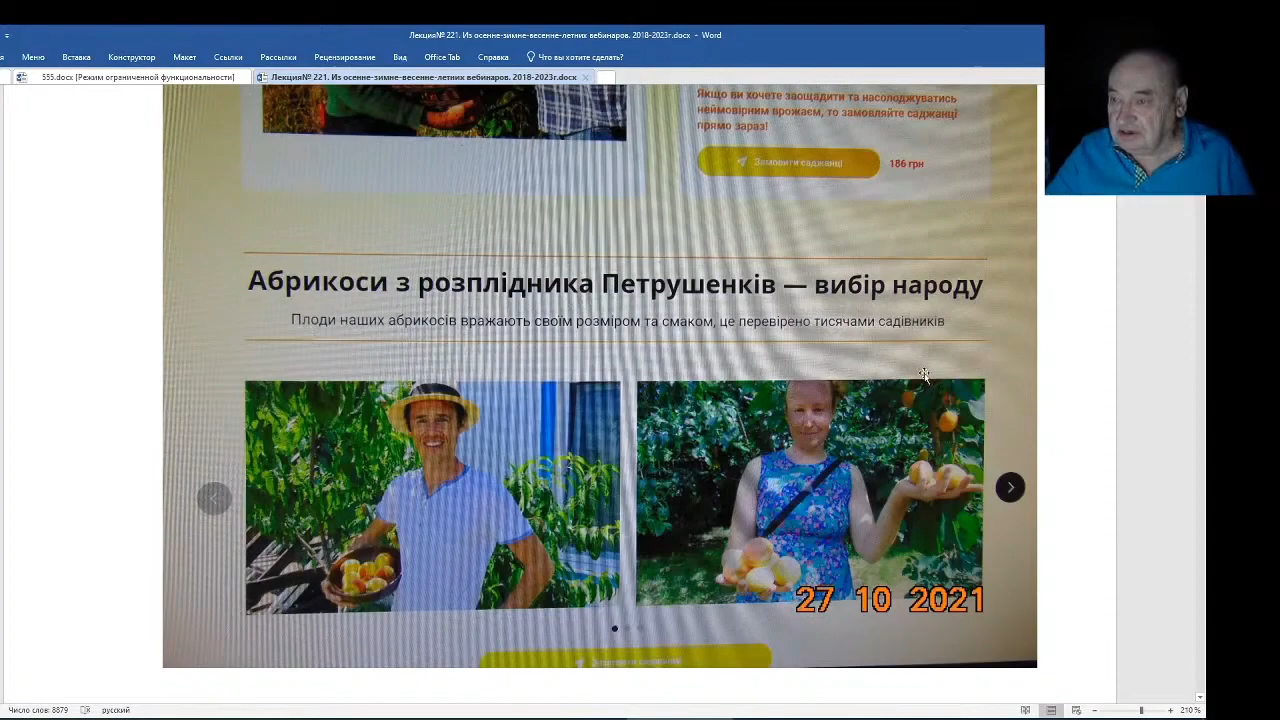 Лекция№ 221. Из осенне-зимне-весенне-летних вебинаров. 2018-2023г.docx - Word
Меню Вставка Конструктор Макет Ссылки Рассылки Рецензирование Вид Office Tab Справка Что вы хотите сделать?
555.docx [Режим ограниченной функциональности] Лекция№ 221. Из осенне-зимне-весенне-летних вебинаров. 2018-2023г.docx
Якщо ви хочете заощадити та насолоджуватись
неймовірним врожаєм, то замовляйте саджанці
прямо зараз!
Замовити саджанці 186 грн
Абрикоси з розплідника Петрушенків — вибір народу
Плоди наших абрикосів вражають своїм розміром та смаком, це перевірено тисячами садівників
27 10 2021
Число слов: 8879 русский 210 %